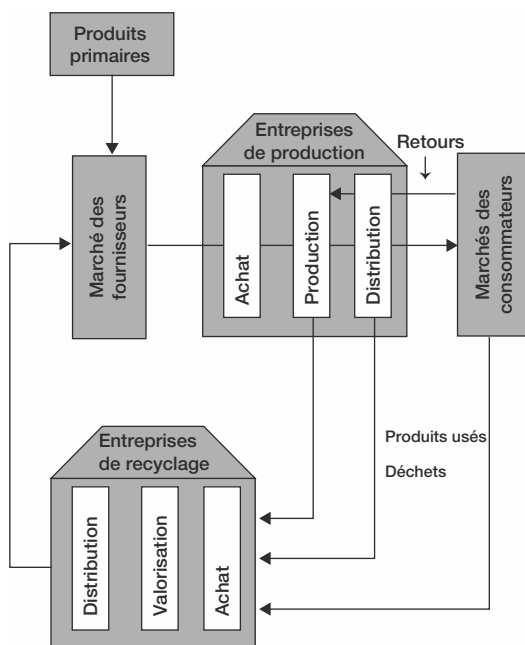 Produits
primaires
Entreprises
de production
Retours
Marché des
fournisseurs
Achat
Production
Distribution
Marchés des
consommateurs
Produits usés
Déchets
Entreprises
de recyclage
Distribution
Valorisation
Achat